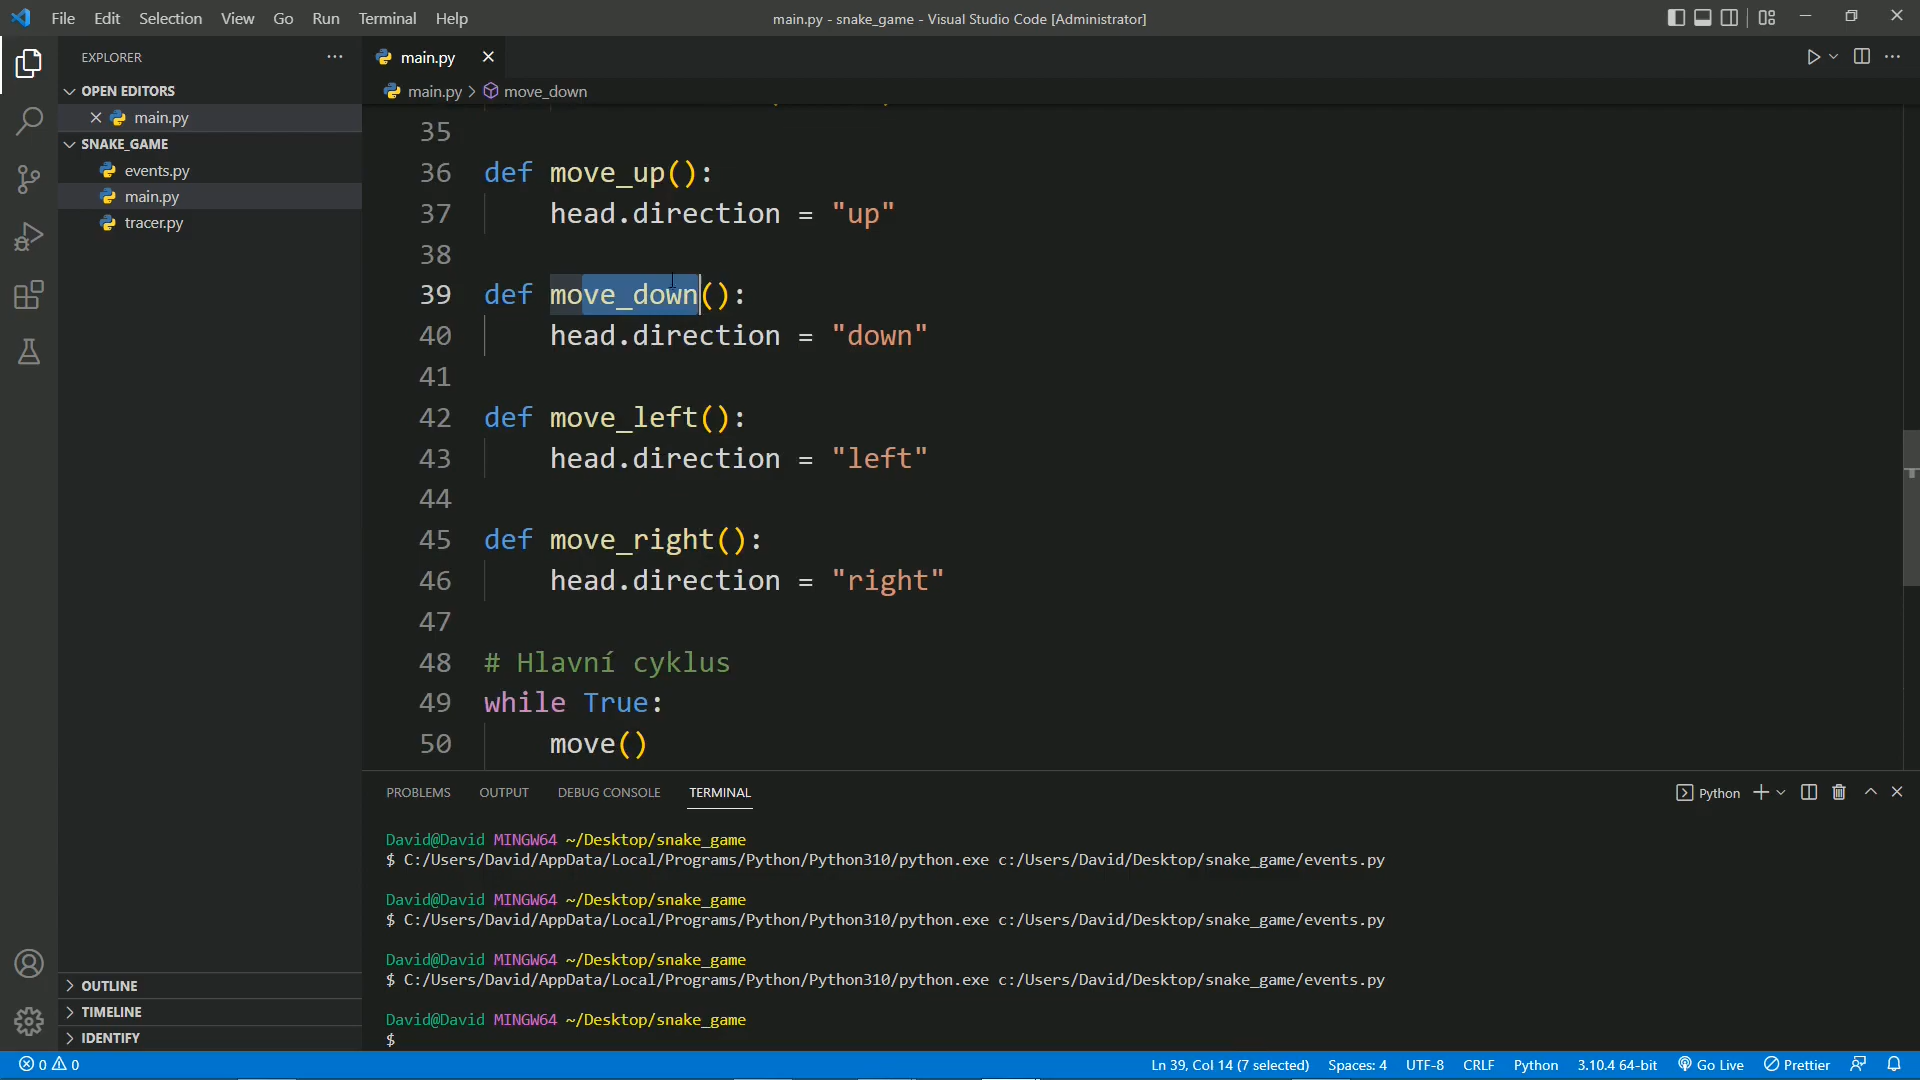 File Edit Selection View Go Run Terminal Help
main.py - snake_game - Visual Studio Code [Administrator]
EXPLORER
OPEN EDITORS
main.py
SNAKE_GAME
events.py
main.py
tracer.py
OUTLINE
TIMELINE
IDENTIFY
main.py
main.py > move_down
35
36 def move_up():
37 head.direction = "up"
38
39 def move_down():
40 head.direction = "down"
41
42 def move_left():
43 head.direction = "left"
44
45 def move_right():
46 head.direction = "right"
47
48 # Hlavní cyklus
49 while True:
50 move()
PROBLEMS OUTPUT DEBUG CONSOLE TERMINAL
Python
David@David MINGW64 ~/Desktop/snake_game
$ C:/Users/David/AppData/Local/Programs/Python/Python310/python.exe c:/Users/David/Desktop/snake_game/events.py
David@David MINGW64 ~/Desktop/snake_game
$ C:/Users/David/AppData/Local/Programs/Python/Python310/python.exe c:/Users/David/Desktop/snake_game/events.py
David@David MINGW64 ~/Desktop/snake_game
$ C:/Users/David/AppData/Local/Programs/Python/Python310/python.exe c:/Users/David/Desktop/snake_game/events.py
David@David MINGW64 ~/Desktop/snake_game
$
0 0 Ln 39, Col 14 (7 selected) Spaces: 4 UTF-8 CRLF Python 3.10.4 64-bit Go Live Prettier